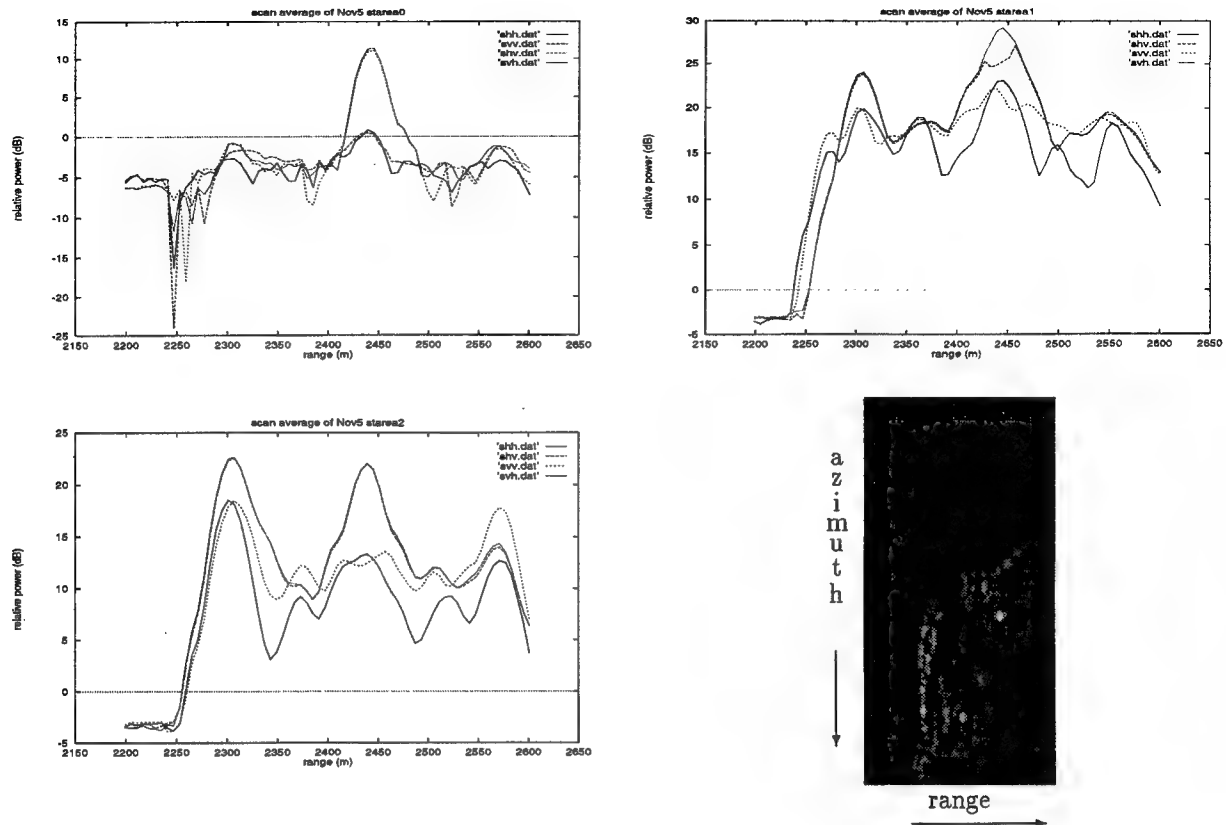 scan average of Nov5 starea0
'shh.dat'
'svv.dat'
'shv.dat'
'svh.dat'
15
10
5
0
-5
-10
-15
-20
-25
relative power (dB)
2150 2200 2250 2300 2350 2400 2450 2500 2550 2600 2650
range (m)
scan average of Nov5 starea1
'shh.dat'
'shv.dat'
'svv.dat'
'svh.dat'
30
25
20
15
10
5
0
-5
relative power (dB)
2150 2200 2250 2300 2350 2400 2450 2500 2550 2600 2650
range (m)
scan average of Nov5 starea2
'shh.dat'
'shv.dat'
'svv.dat'
'svh.dat'
25
20
15
10
5
0
-5
relative power (dB)
2150 2200 2250 2300 2350 2400 2450 2500 2550 2600 2650
range (m)
azimuth
range